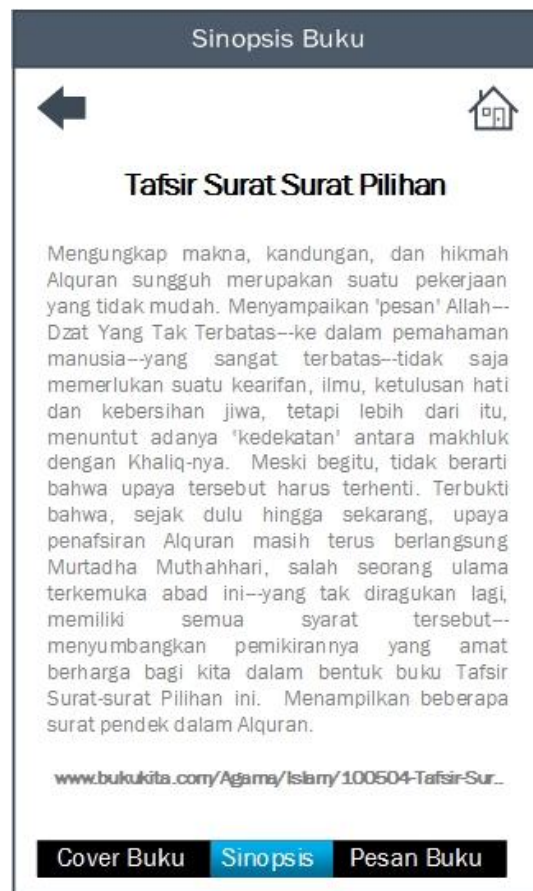 Sinopsis Buku
Tafsir Surat Surat Pilihan
Mengungkap makna, kandungan, dan hikmah
Alquran sungguh merupakan suatu pekerjaan
yang tidak mudah. Menyampaikan 'pesan' Allah---
Dzat Yang Tak Terbatas---ke dalam pemahaman
manusia---yang sangat terbatas---tidak saja
memerlukan suatu kearifan, ilmu, ketulusan hati
dan kebersihan jiwa, tetapi lebih dari itu,
menuntut adanya 'kedekatan' antara makhluk
dengan Khaliq-nya. Meski begitu, tidak berarti
bahwa upaya tersebut harus terhenti. Terbukti
bahwa, sejak dulu hingga sekarang, upaya
penafsiran Alquran masih terus berlangsung
Murtadha Muthahhari, salah seorang ulama
terkemuka abad ini---yang tak diragukan lagi,
memiliki semua syarat tersebut---
menyumbangkan pemikirannya yang amat
berharga bagi kita dalam bentuk buku Tafsir
Surat-surat Pilihan ini. Menampilkan beberapa
surat pendek dalam Alquran.
www.bukukita.com/Agama/Islam/100504-Tafsir-Sur...
Cover Buku Sinopsis Pesan Buku